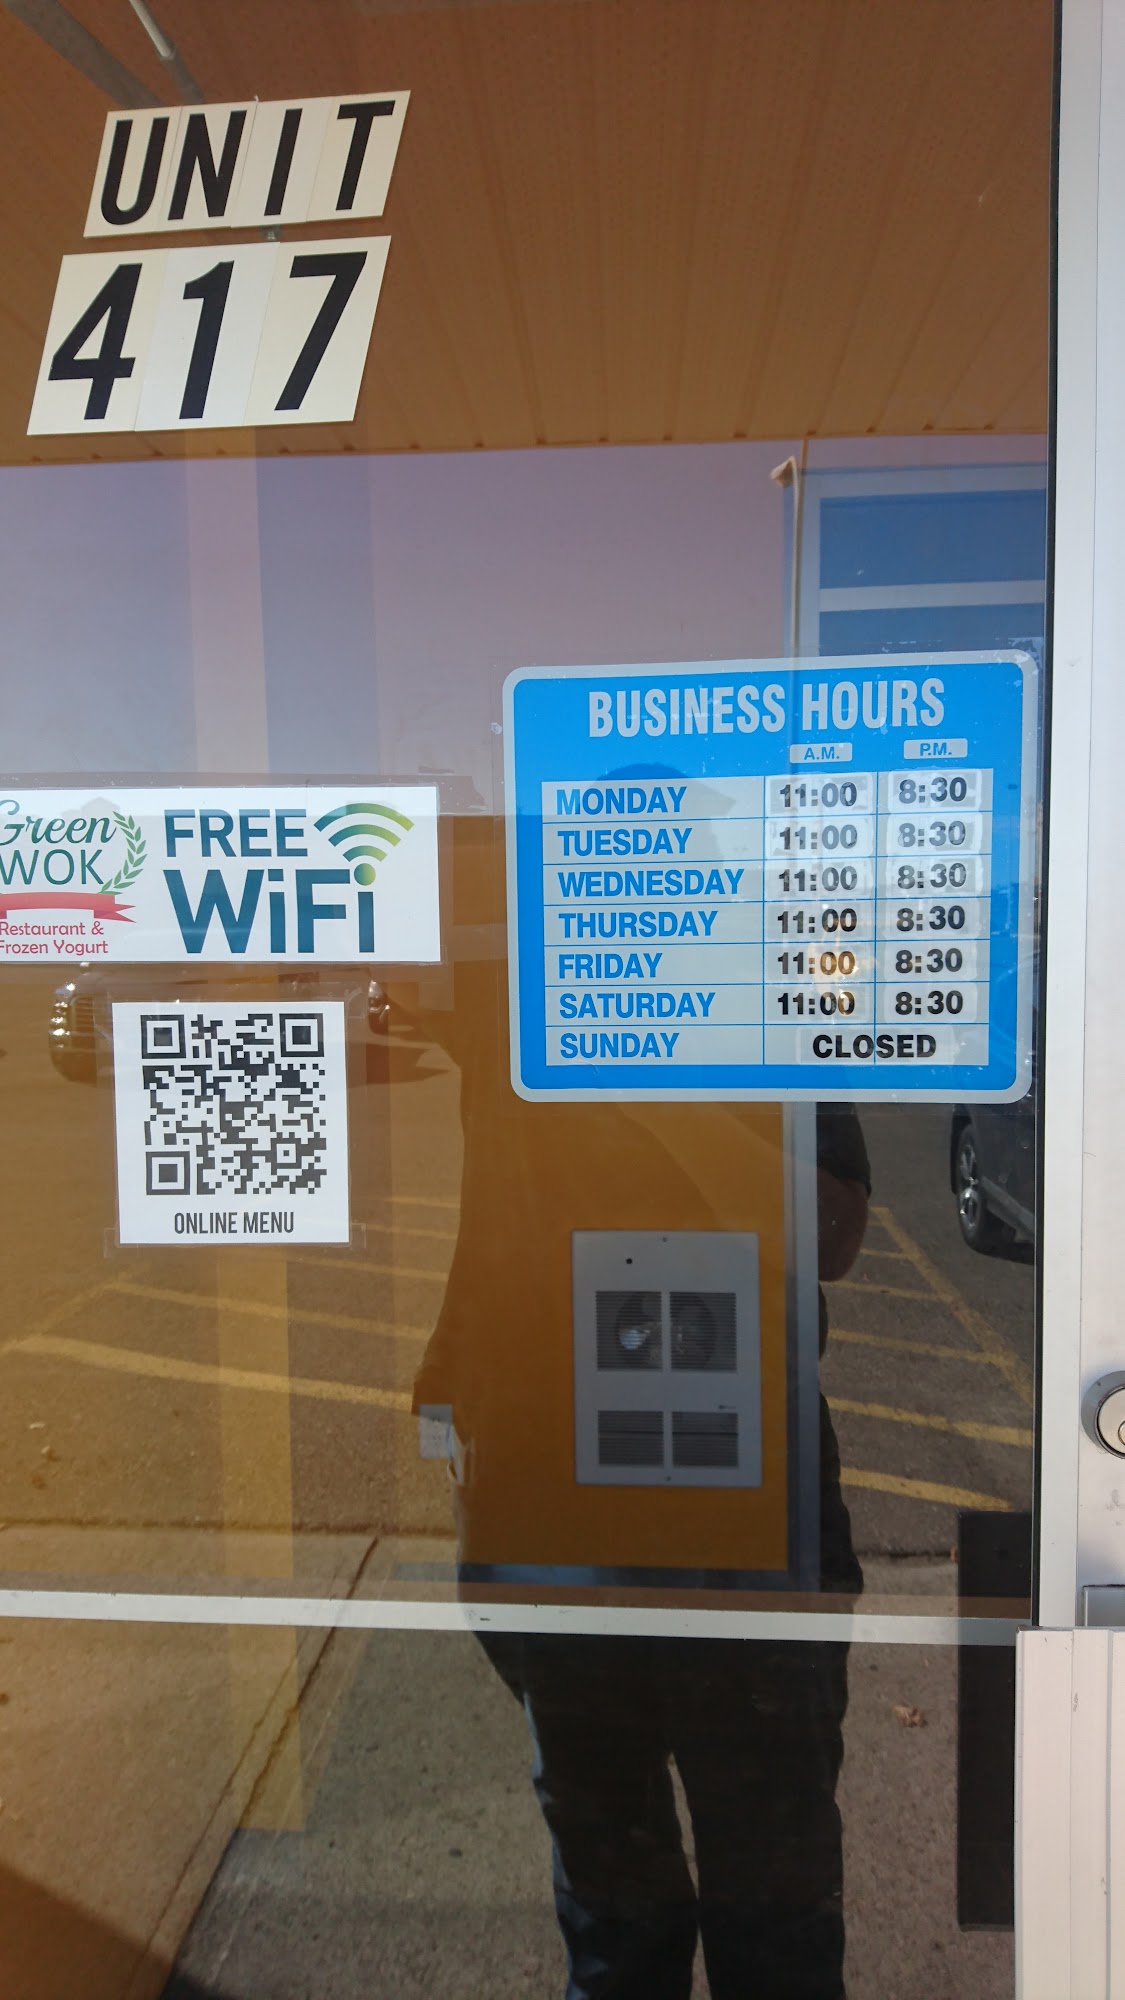 UNIT
417
BUSINESS HOURS
A.M. P.M.
MONDAY 11:00 8:30
TUESDAY 11:00 8:30
WEDNESDAY 11:00 8:30
THURSDAY 11:00 8:30
FRIDAY 11:00 8:30
SATURDAY 11:00 8:30
SUNDAY CLOSED
Green
WOK
Restaurant &
Frozen Yogurt
FREE
WiFi
ONLINE MENU